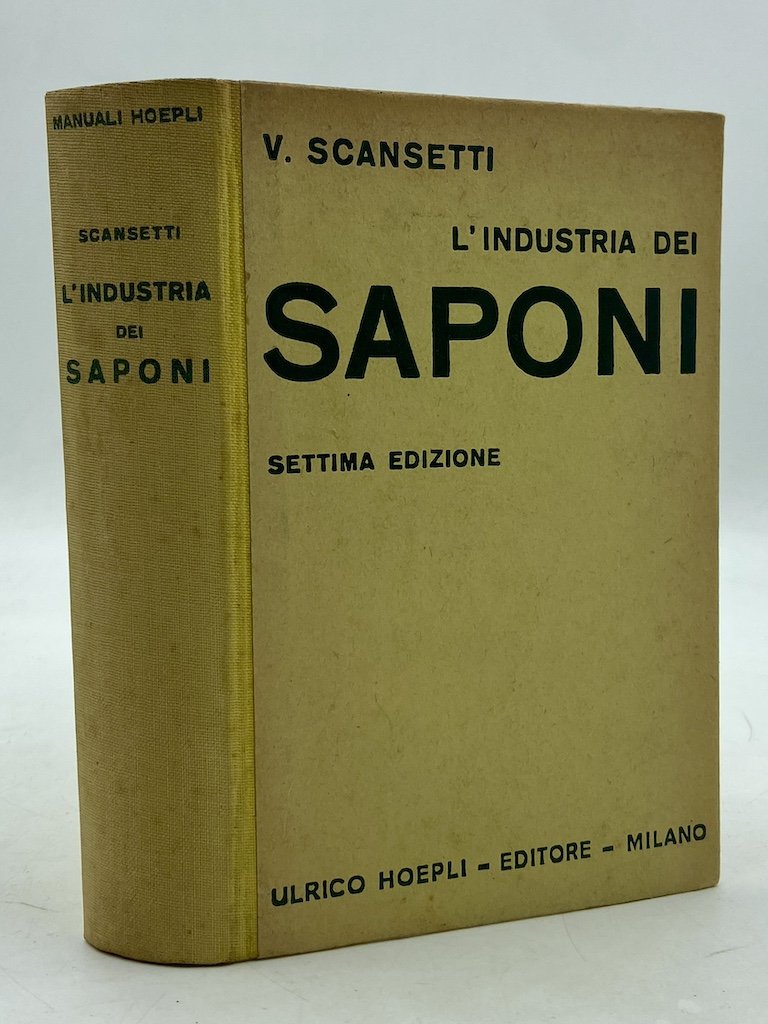 MANUALI HOEPLI
SCANSETTI
L'INDUSTRIA
DEI
SAPONI
V. SCANSETTI
L'INDUSTRIA DEI
SAPONI
SETTIMA EDIZIONE
ULRICO HOEPLI - EDITORE - MILANO